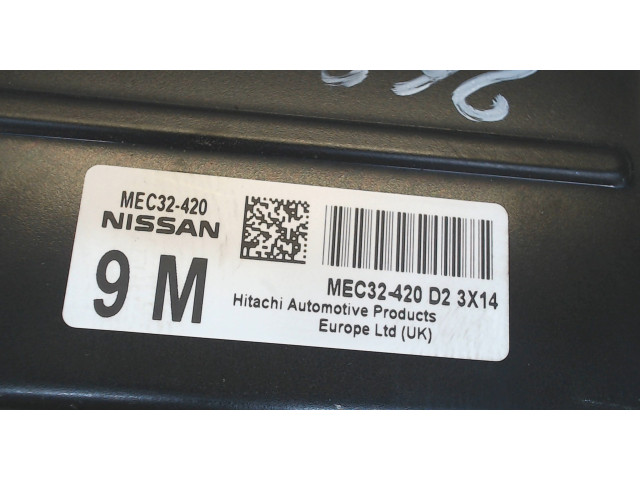 MEC32-420
NISSAN
9 M
MEC32-420 D2 3X14
Hitachi Automotive Products
Europe Ltd (UK)